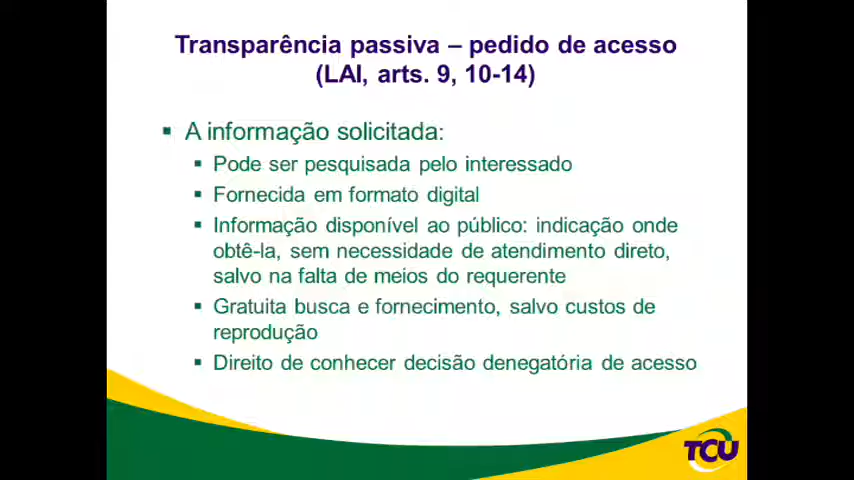 Transparência passiva – pedido de acesso
(LAI, arts. 9, 10-14)
▪ A informação solicitada:
▪ Pode ser pesquisada pelo interessado
▪ Fornecida em formato digital
▪ Informação disponível ao público: indicação onde
obtê-la, sem necessidade de atendimento direto,
salvo na falta de meios do requerente
▪ Gratuita busca e fornecimento, salvo custos de
reprodução
▪ Direito de conhecer decisão denegatória de acesso
TCU